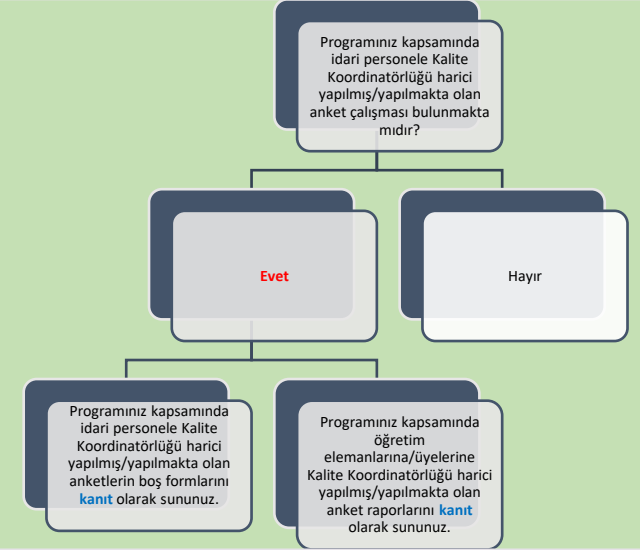 Programınız kapsamında
idari personele Kalite
Koordinatörlüğü harici
yapılmış/yapılmakta olan
anket çalışması bulunmakta
mıdır?
Evet
Hayır
Programınız kapsamında
idari personele Kalite
Koordinatörlüğü harici
yapılmış/yapılmakta olan
anketlerin boş formlarını
kanıt olarak sununuz.
Programınız kapsamında
öğretim
elemanlarına/üyelerine
Kalite Koordinatörlüğü harici
yapılmış/yapılmakta olan
anket raporlarını kanıt
olarak sununuz.